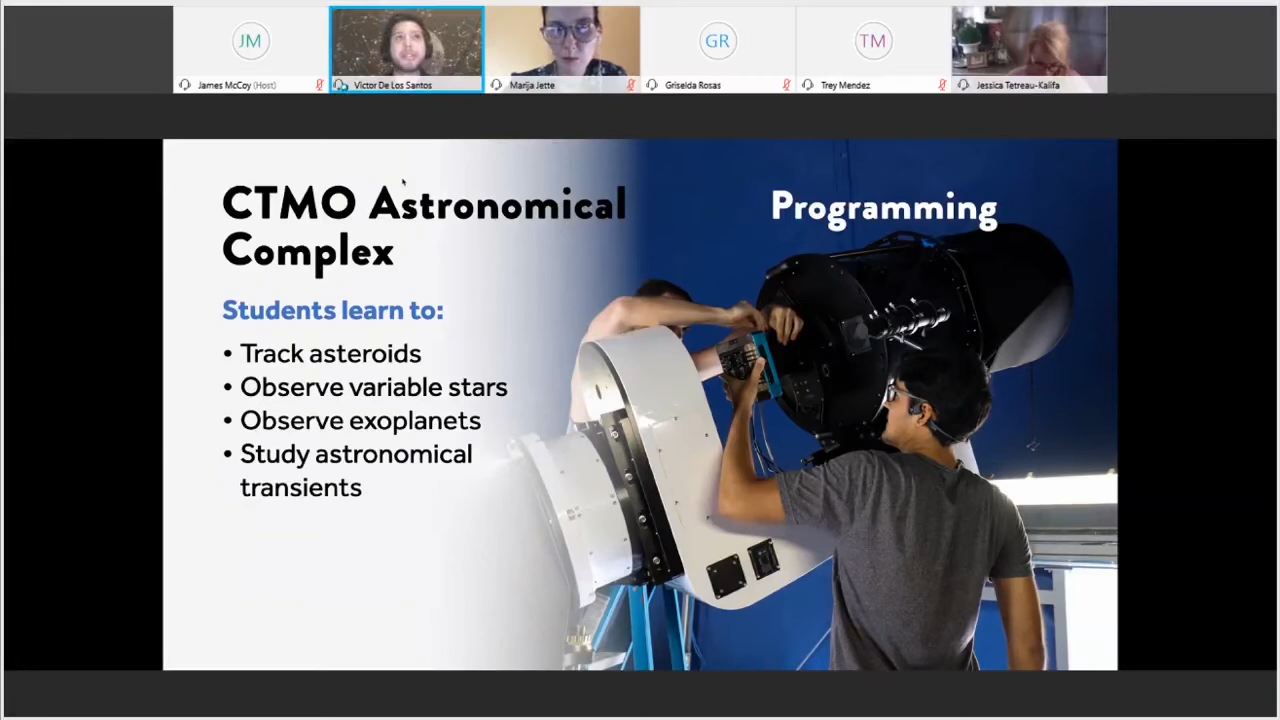 JM
GR
TM
James McCoy (Host)
Victor De Los Santos
Marija Jette
Griselda Rosas
Trey Mendez
Jessica Tetreau-Kalifa
CTMO Astronomical
Complex
Programming
Students learn to:
• Track asteroids
• Observe variable stars
• Observe exoplanets
• Study astronomical
transients